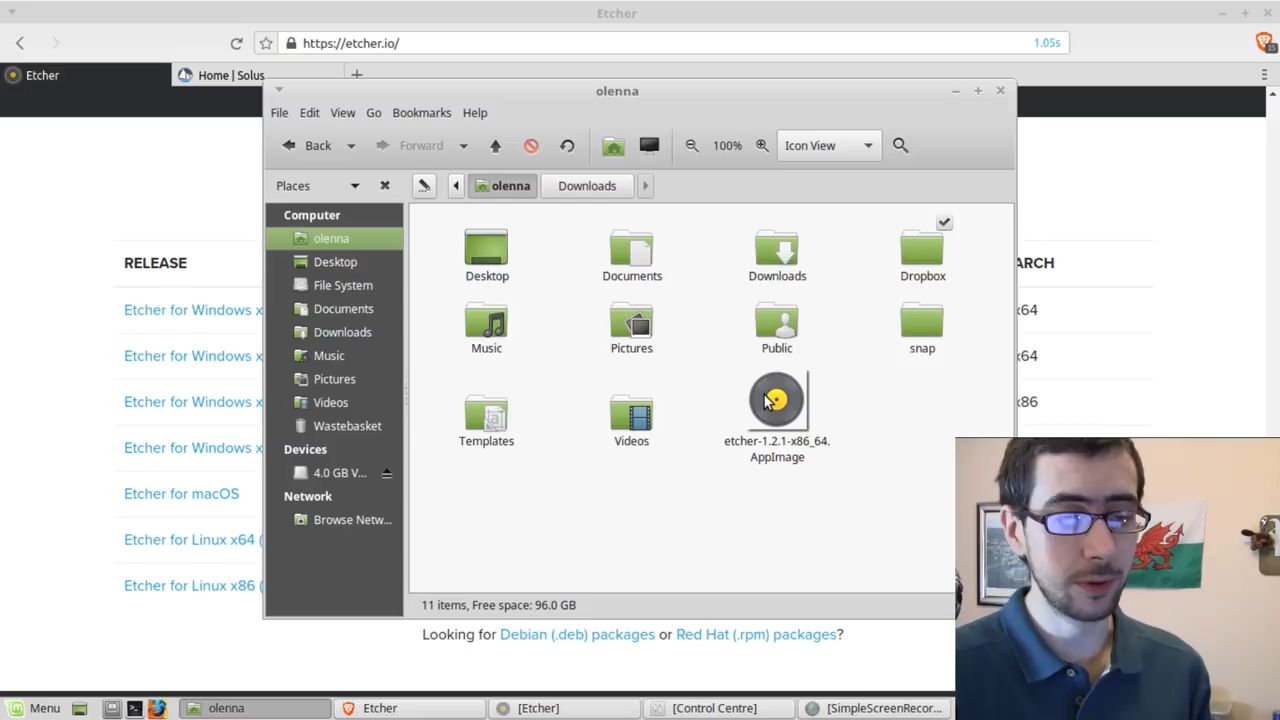 Etcher
https://etcher.io/
1.05s
15
Etcher
Home | Solus
olenna
File Edit View Go Bookmarks Help
Back Forward 100% Icon View
Places
olenna Downloads
Computer
olenna
Desktop
File System
Documents
Downloads
Music
Pictures
Videos
Wastebasket
Devices
4.0 GB V...
Network
Browse Netw...
Desktop Documents Downloads Dropbox
Music Pictures Public snap
Templates Videos etcher-1.2.1-x86_64.
AppImage
11 items, Free space: 96.0 GB
RELEASE ARCH
Etcher for Windows x x64
Etcher for Windows x x64
Etcher for Windows x x86
Etcher for Windows x
Etcher for macOS
Etcher for Linux x64 (
Etcher for Linux x86 (
Looking for Debian (.deb) packages or Red Hat (.rpm) packages?
Menu olenna Etcher [Etcher] [Control Centre] [SimpleScreenRecor...